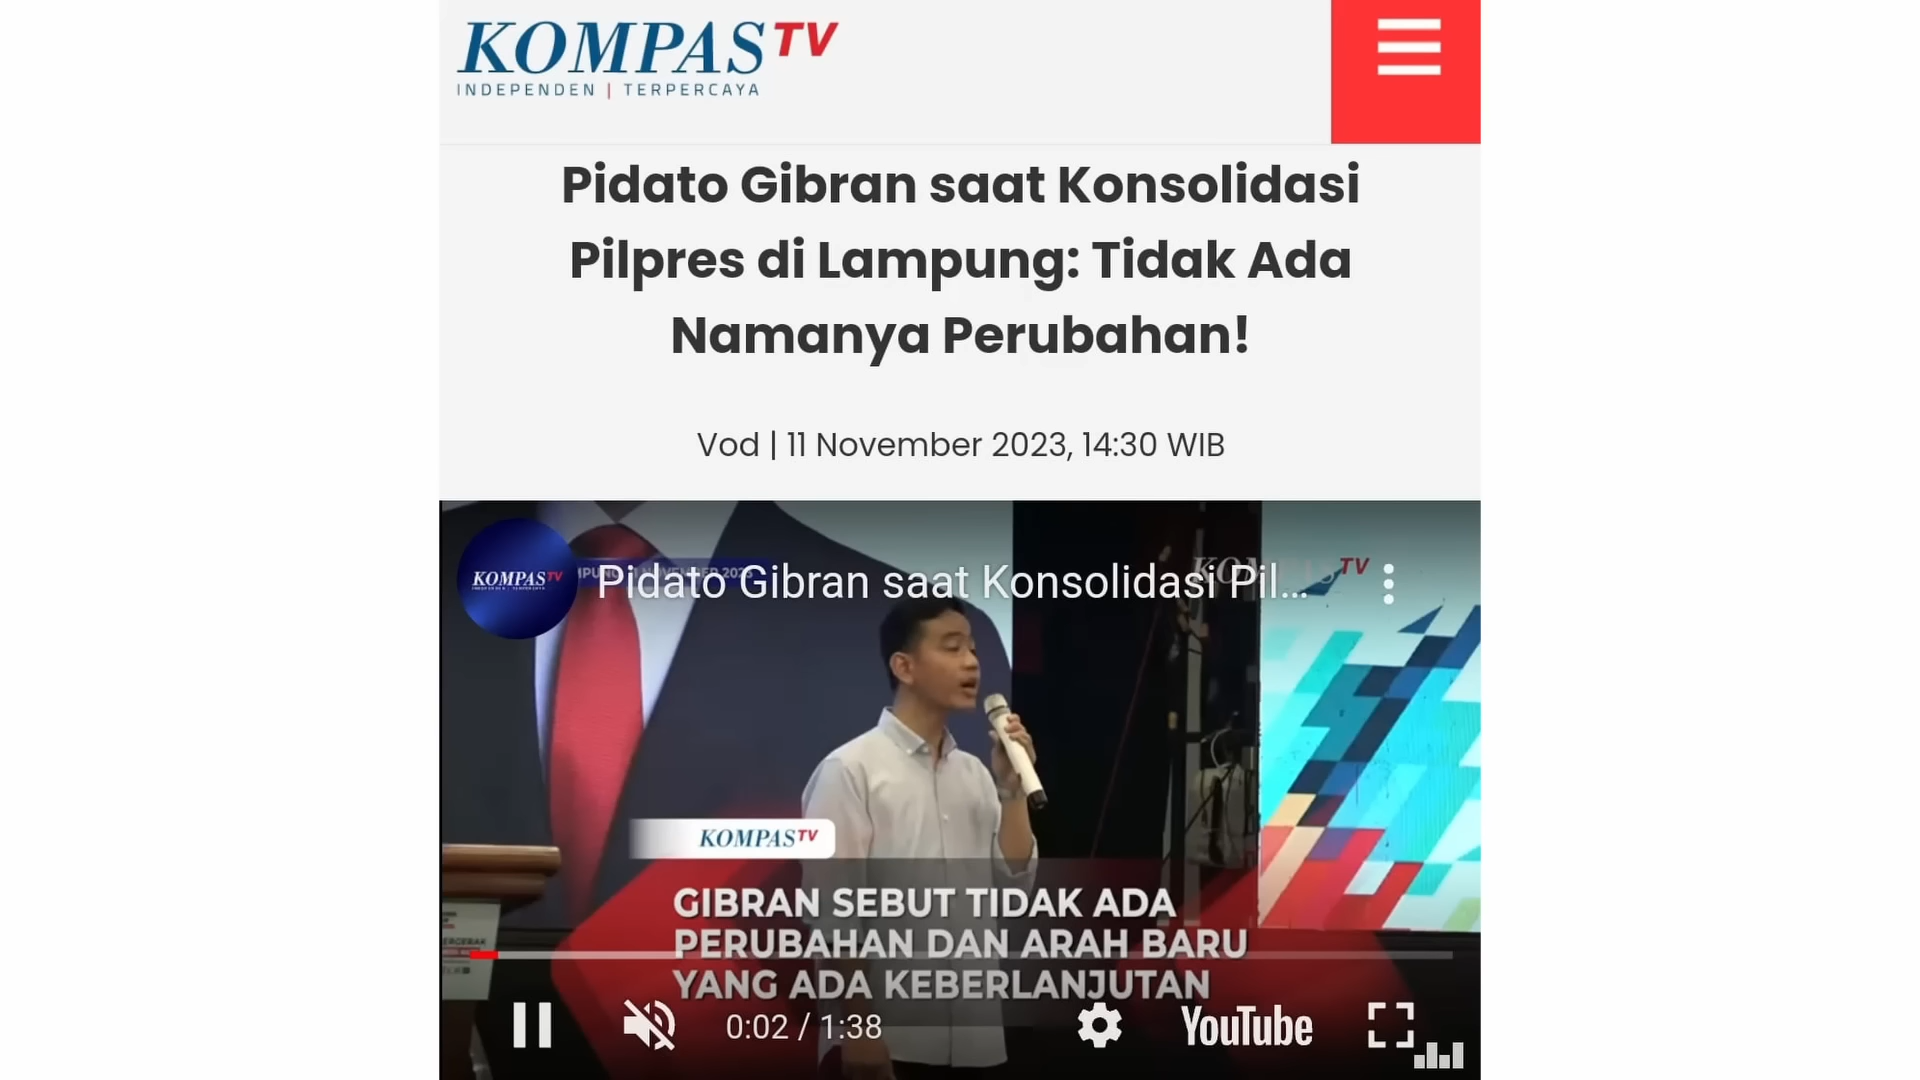 KOMPASTV
INDEPENDEN | TERPERCAYA
Pidato Gibran saat Konsolidasi
Pilpres di Lampung: Tidak Ada
Namanya Perubahan!
Vod | 11 November 2023, 14:30 WIB
KOMPASTV
Pidato Gibran saat Konsolidasi Pil...
KOMPASTV
KOMPASTV
GIBRAN SEBUT TIDAK ADA
PERUBAHAN DAN ARAH BARU
YANG ADA KEBERLANJUTAN
0:02 / 1:38
YouTube